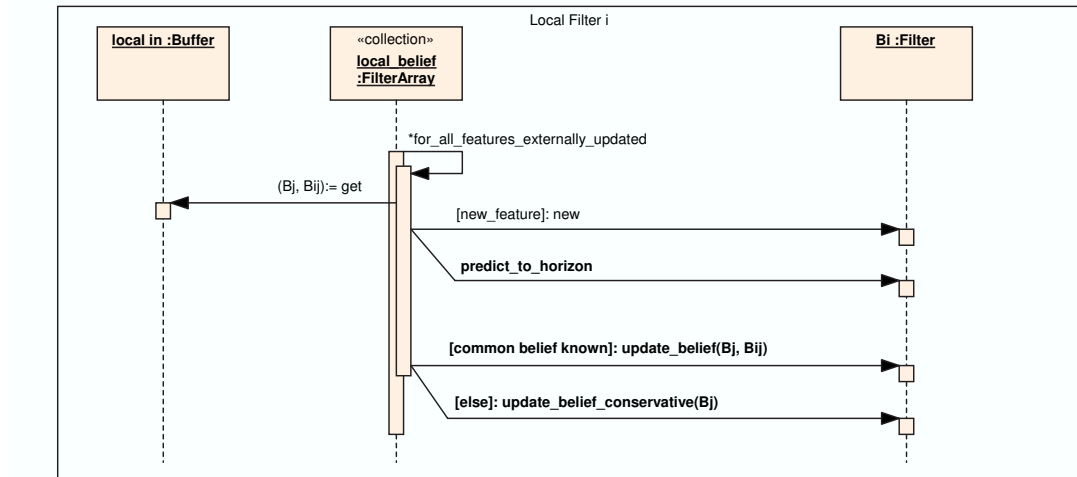 Local Filter i
local in :Buffer
«collection»
local_belief
:FilterArray
Bi :Filter
*for_all_features_externally_updated
(Bj, Bij):= get
[new_feature]: new
predict_to_horizon
[common belief known]: update_belief(Bj, Bij)
[else]: update_belief_conservative(Bj)